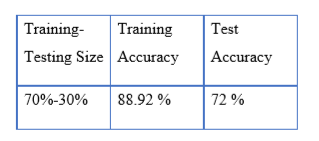 Training- Training Test
Testing Size Accuracy Accuracy
70%-30% 88.92 % 72 %